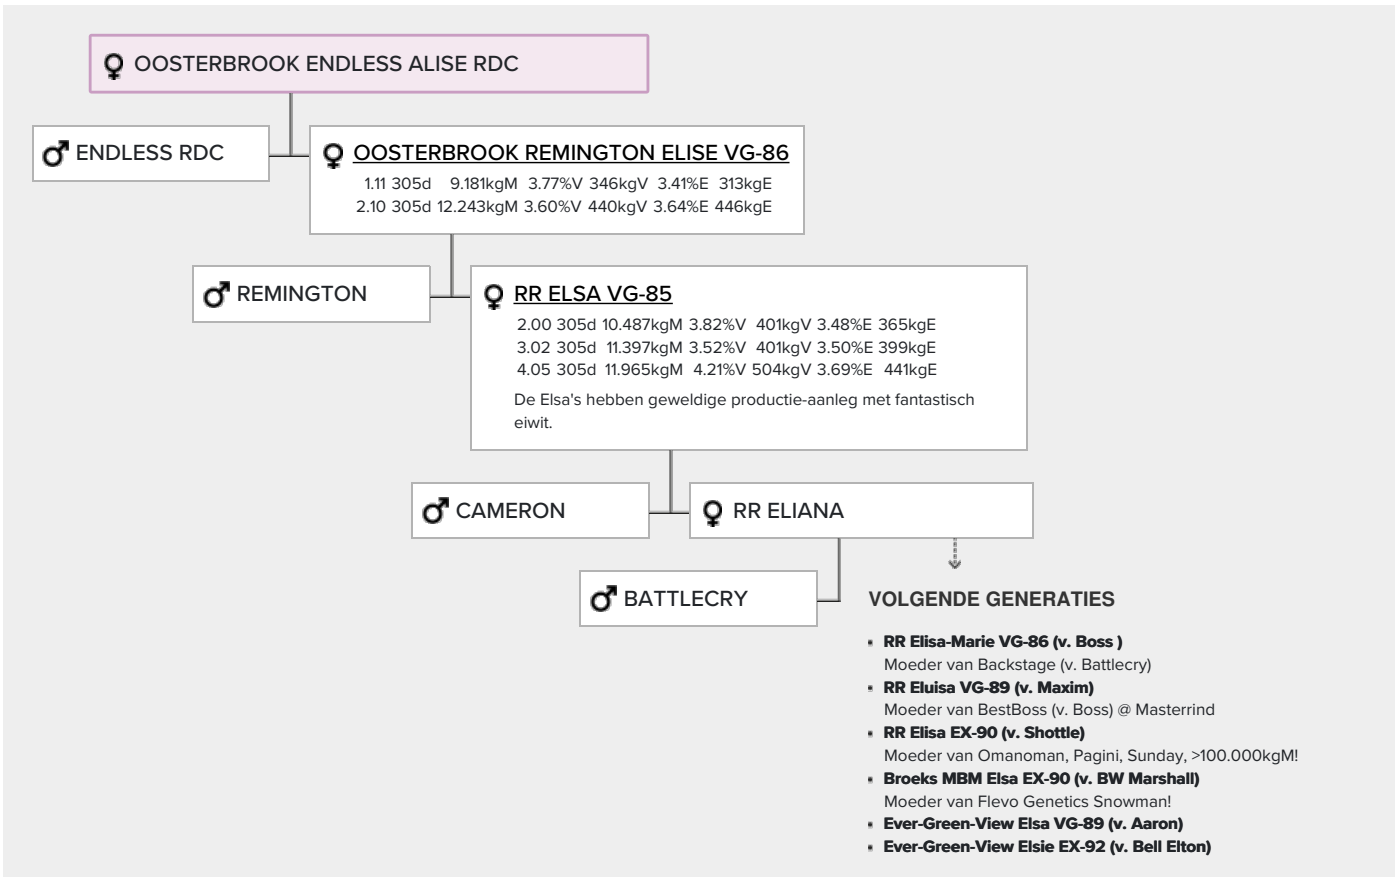 OOSTERBROOK ENDLESS ALISE RDC
ENDLESS RDC
OOSTERBROOK REMINGTON ELISE VG-86
1.11 305d 9.181kgM 3.77%V 346kgV 3.41%E 313kgE
2.10 305d 12.243kgM 3.60%V 440kgV 3.64%E 446kgE
REMINGTON
RR ELSA VG-85
2.00 305d 10.487kgM 3.82%V 401kgV 3.48%E 365kgE
3.02 305d 11.397kgM 3.52%V 401kgV 3.50%E 399kgE
4.05 305d 11.965kgM 4.21%V 504kgV 3.69%E 441kgE
De Elsa's hebben geweldige productie-aanleg met fantastisch
eiwit.
CAMERON
RR ELIANA
BATTLECRY
VOLGENDE GENERATIES
RR Elisa-Marie VG-86 (v. Boss )
Moeder van Backstage (v. Battlecry)
RR Eluisa VG-89 (v. Maxim)
Moeder van BestBoss (v. Boss) @ Masterrind
RR Elisa EX-90 (v. Shottle)
Moeder van Omanoman, Pagini, Sunday, >100.000kgM!
Broeks MBM Elsa EX-90 (v. BW Marshall)
Moeder van Flevo Genetics Snowman!
Ever-Green-View Elsa VG-89 (v. Aaron)
Ever-Green-View Elsie EX-92 (v. Bell Elton)